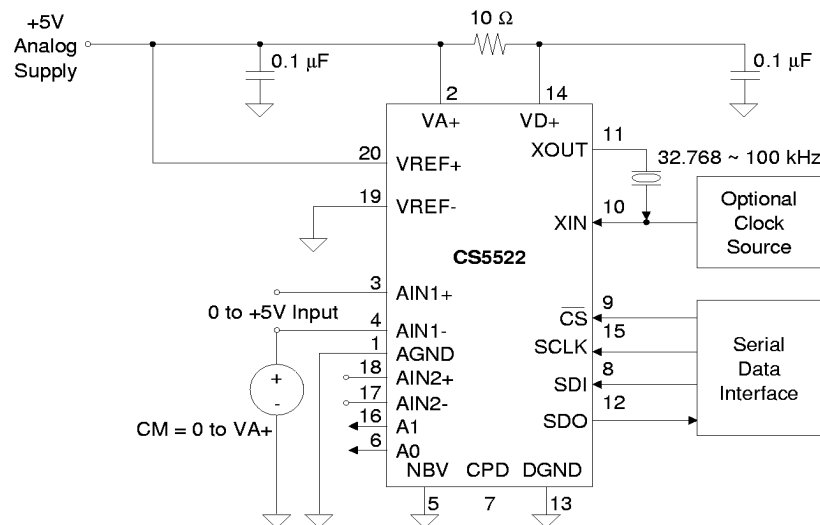 +5V
Analog
Supply
10 Ω
0.1 µF
0.1 µF
2
14
VA+
VD+
11
XOUT
32.768 ~ 100 kHz
20
VREF+
19
VREF-
10
XIN
Optional
Clock
Source
CS5522
3
AIN1+
0 to +5V Input
4
AIN1-
1
AGND
18
AIN2+
17
AIN2-
16
A1
6
A0
+
-
CM = 0 to VA+
9
CS
15
SCLK
8
SDI
12
SDO
Serial
Data
Interface
NBV CPD DGND
5 7 13